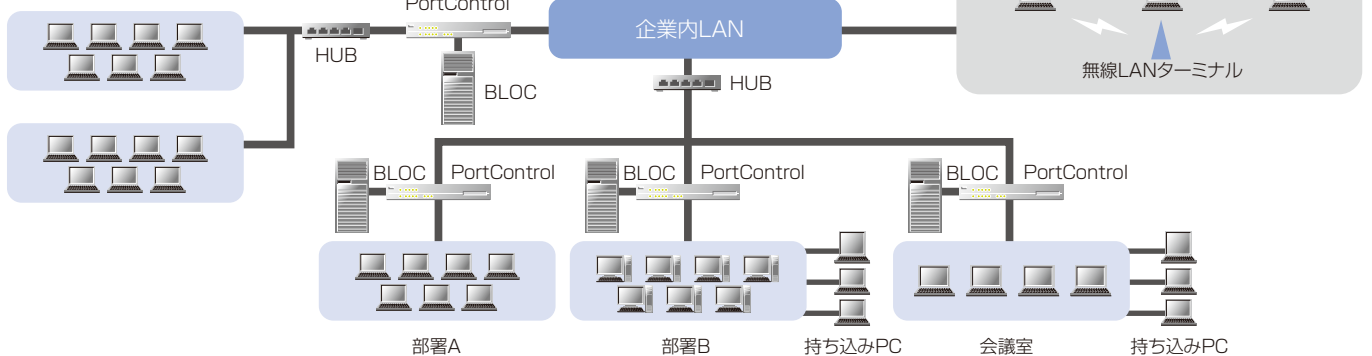 PortControl
企業内LAN
HUB
無線LANターミナル
BLOC
HUB
BLOC
PortControl
BLOC
PortControl
BLOC
PortControl
部署A
部署B
持ち込みPC
会議室
持ち込みPC